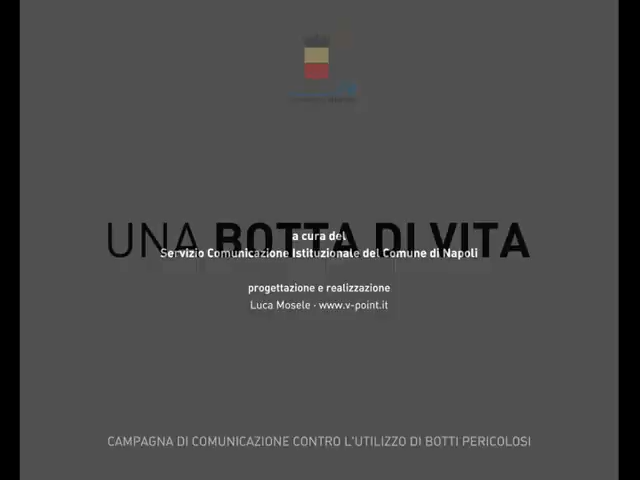 UNA BOTTA DI VITA
a cura del
Servizio Comunicazione Istituzionale del Comune di Napoli
progettazione e realizzazione
Luca Mosele · www.v-point.it
CAMPAGNA DI COMUNICAZIONE CONTRO L'UTILIZZO DI BOTTI PERICOLOSI